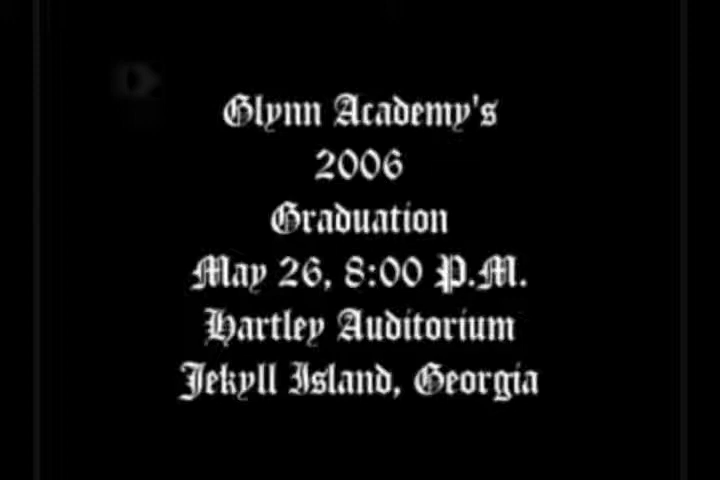 Glynn Academy's
2006
Graduation
May 26, 8:00 P.M.
Hartley Auditorium
Jekyll Island, Georgia